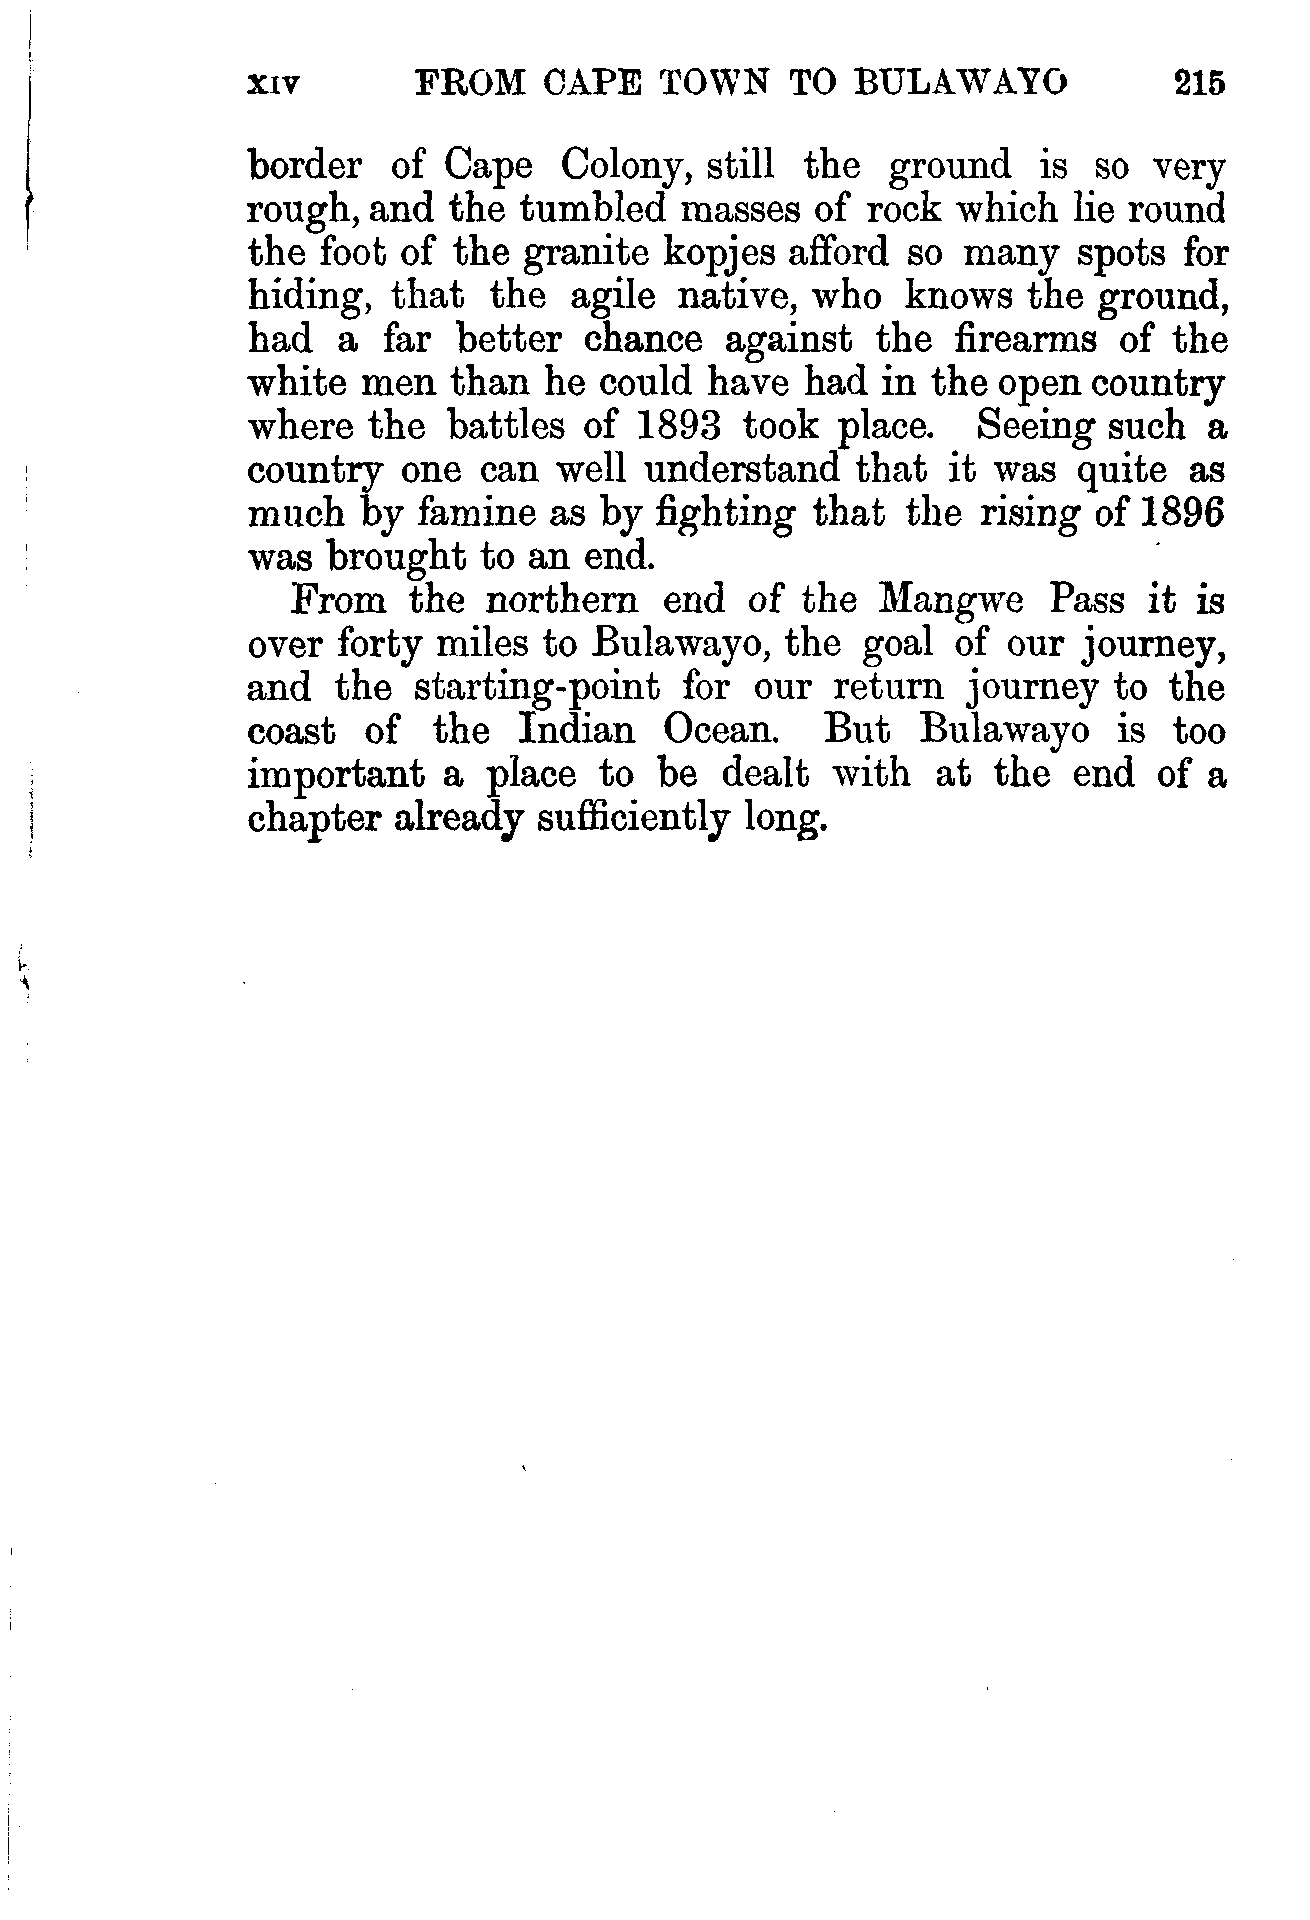 XIV FROM CAPE TOWN TO BULAWAYO 215
border of Cape Colony, still the ground is so very
rough, and the tumbled masses of rock which lie round
the foot of the granite kopjes afford so many spots for
hiding, that the agile native, who knows the ground,
had a far better chance against the firearms of the
white men than he could have had in the open country
where the battles of 1893 took place. Seeing such a
country one can well understand that it was quite as
much by famine as by fighting that the rising of 1896
was brought to an end.
From the northern end of the Mangwe Pass it is
over forty miles to Bulawayo, the goal of our journey,
and the starting-point for our return journey to the
coast of the Indian Ocean. But Bulawayo is too
important a place to be dealt with at the end of a
chapter already sufficiently long.